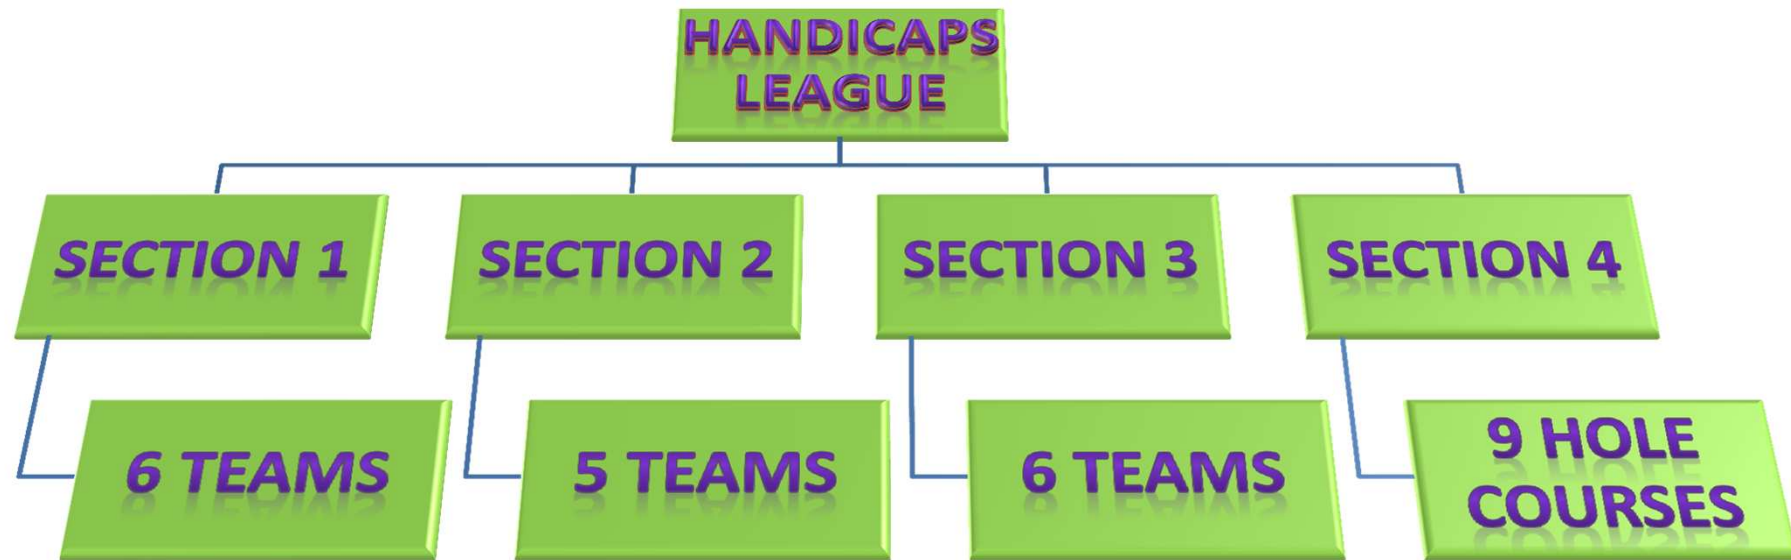 HANDICAPS
LEAGUE
SECTION 1
SECTION 2
SECTION 3
SECTION 4
6 TEAMS
5 TEAMS
6 TEAMS
9 HOLE
COURSES